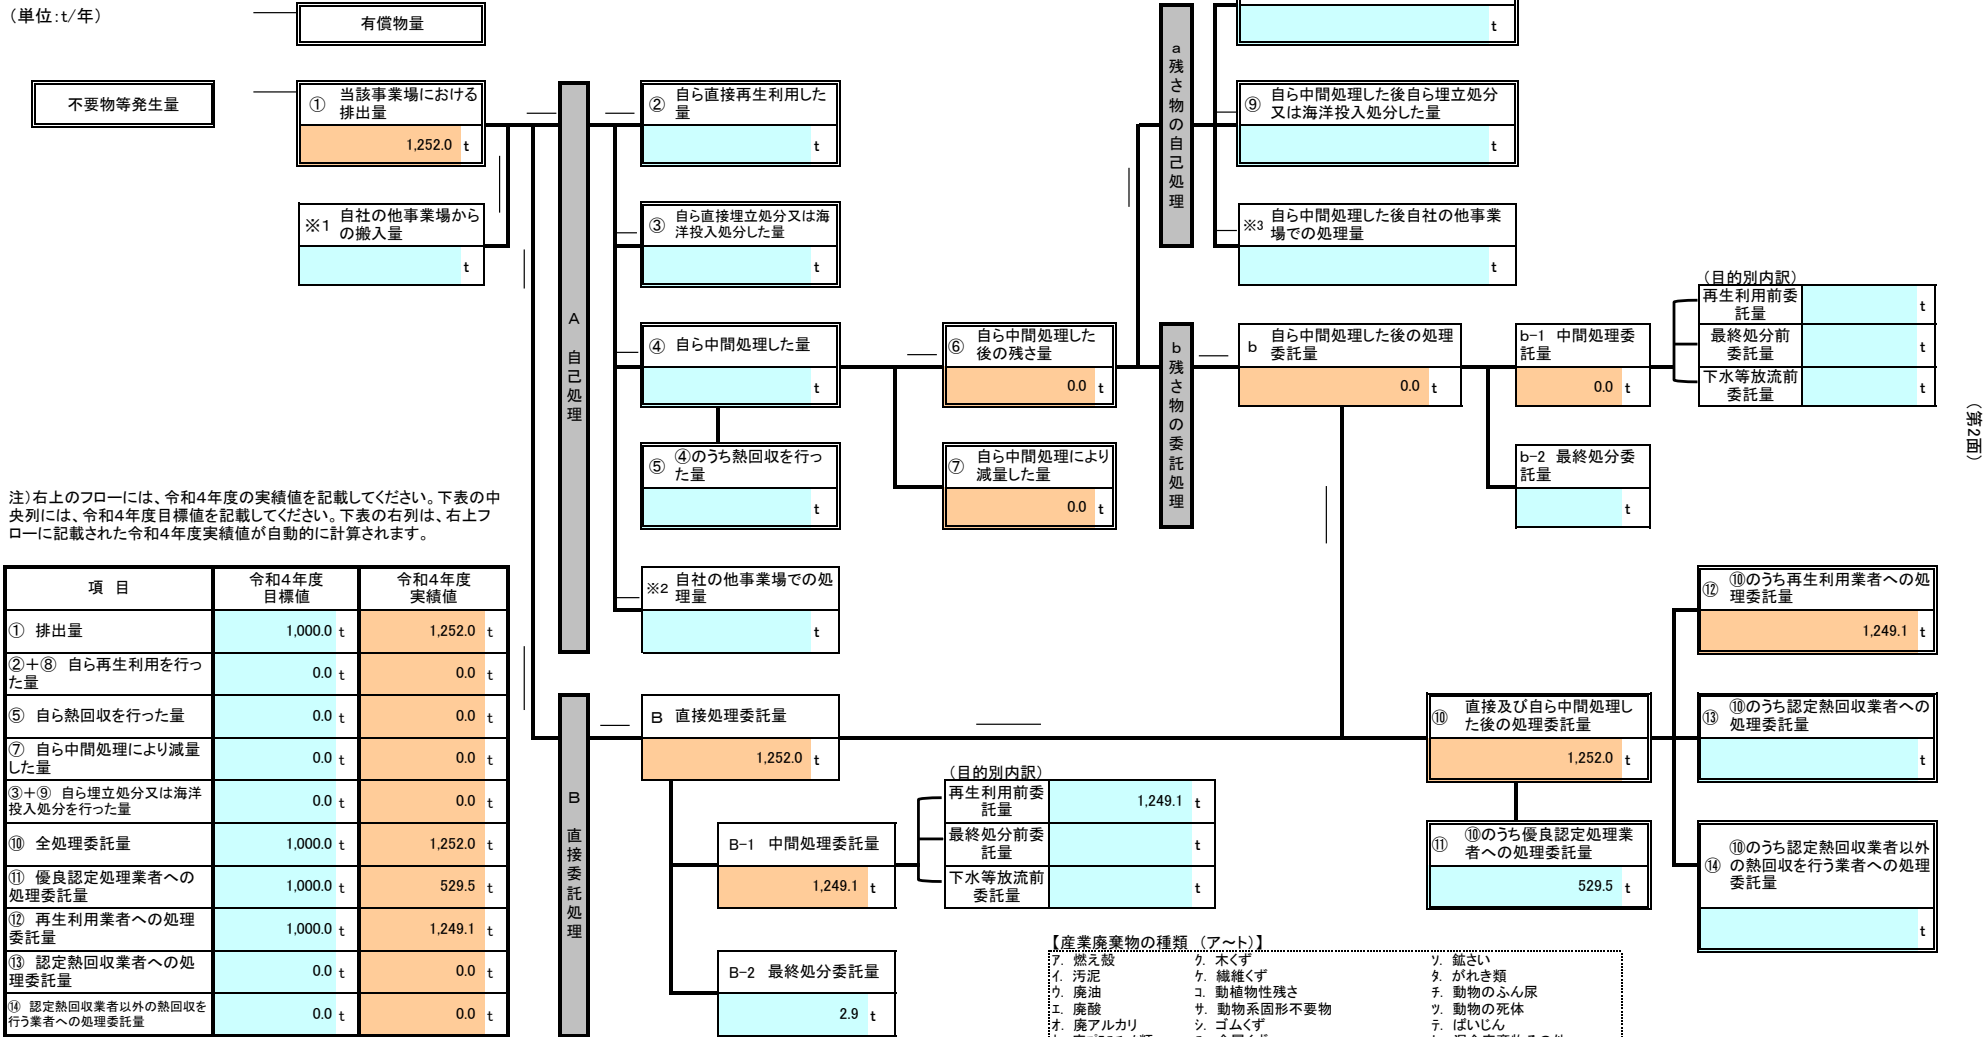 (単位:t/年)
有償物量
t
不要物等発生量
① 当該事業場における
排出量
1,252.0 t
② 自ら直接再生利用した
量
t
⑨ 自ら中間処理した後自ら埋立処分
又は海洋投入処分した量
t
a残さ物の自己処理
※1 自社の他事業場から
の搬入量
t
③ 自ら直接埋立処分又は海
洋投入処分した量
t
※3 自ら中間処理した後自社の他事業
場での処理量
t
A 自己処理
④ 自ら中間処理した量
t
⑥ 自ら中間処理した
後の残さ量
0.0 t
b残さ物の委託処理
b 自ら中間処理した後の処理
委託量
0.0 t
b-1 中間処理委
託量
0.0 t
(目的別内訳)
再生利用前委
託量
t
最終処分前
委託量
t
下水等放流前
委託量
t
(第2面)
⑤ ④のうち熱回収を行っ
た量
t
⑦ 自ら中間処理により
減量した量
0.0 t
b-2 最終処分委
託量
t
注)右上のフローには、令和4年度の実績値を記載してください。下表の中
央列には、令和4年度目標値を記載してください。下表の右列は、右上フ
ローに記載された令和4年度実績値が自動的に計算されます。
※2 自社の他事業場での処
理量
t
項 目 令和4年度
目標値 令和4年度
実績値
① 排出量 1,000.0 t 1,252.0 t
②+⑧ 自ら再生利用を行っ
た量 0.0 t 0.0 t
⑤ 自ら熱回収を行った量 0.0 t 0.0 t
⑦ 自ら中間処理により減量
した量 0.0 t 0.0 t
③+⑨ 自ら埋立処分又は海洋
投入処分を行った量 0.0 t 0.0 t
⑩ 全処理委託量 1,000.0 t 1,252.0 t
⑪ 優良認定処理業者への
処理委託量 1,000.0 t 529.5 t
⑫ 再生利用業者への処理
委託量 1,000.0 t 1,249.1 t
⑬ 認定熱回収業者への処
理委託量 0.0 t 0.0 t
⑭ 認定熱回収業者以外の熱回収を
行う業者への処理委託量 0.0 t 0.0 t
B 直接委託処理
B 直接処理委託量
1,252.0 t
B-1 中間処理委託量
1,249.1 t
B-2 最終処分委託量
2.9 t
(目的別内訳)
再生利用前委
託量
1,249.1 t
最終処分前委
託量
t
下水等放流前
委託量
t
⑩ 直接及び自ら中間処理し
た後の処理委託量
1,252.0 t
⑪ ⑩のうち優良認定処理業
者への処理委託量
529.5 t
⑫ ⑩のうち再生利用業者への処
理委託量
1,249.1 t
⑬ ⑩のうち認定熱回収業者への
処理委託量
t
⑭ ⑩のうち認定熱回収業者以外
の熱回収を行う業者への処理
委託量
t
【産業廃棄物の種類 (ア~ト)】
ア. 燃え殻 ク. 木くず ソ. 鉱さい
イ. 汚泥 ケ. 繊維くず タ. がれき類
ウ. 廃油 コ. 動植物性残さ チ. 動物のふん尿
エ. 廃酸 サ. 動物系固形不要物 ツ. 動物の死体
オ. 廃アルカリ シ. ゴムくず テ. ばいじん